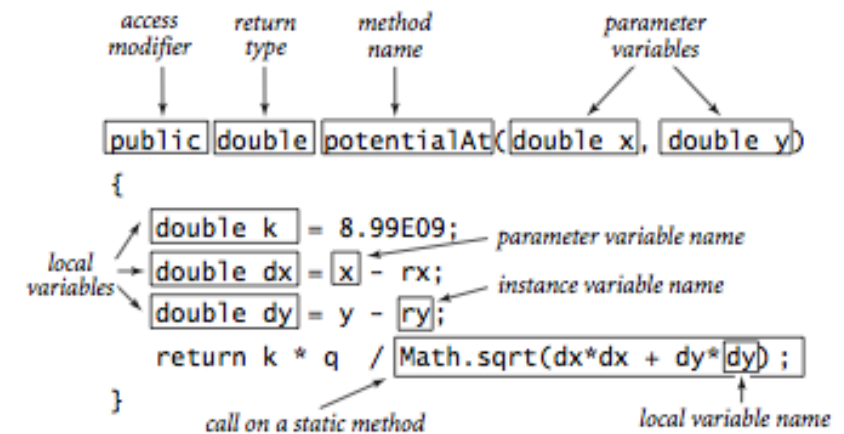 access return method parameter
modifier type name variables
public double potentialAt(double x, double y)
{
double k = 8.99E09;
parameter variable name
local
variables
double dx = x - rx;
instance variable name
double dy = y - ry;
return k * q / Math.sqrt(dx*dx + dy*dy);
}
call on a static method
local variable name